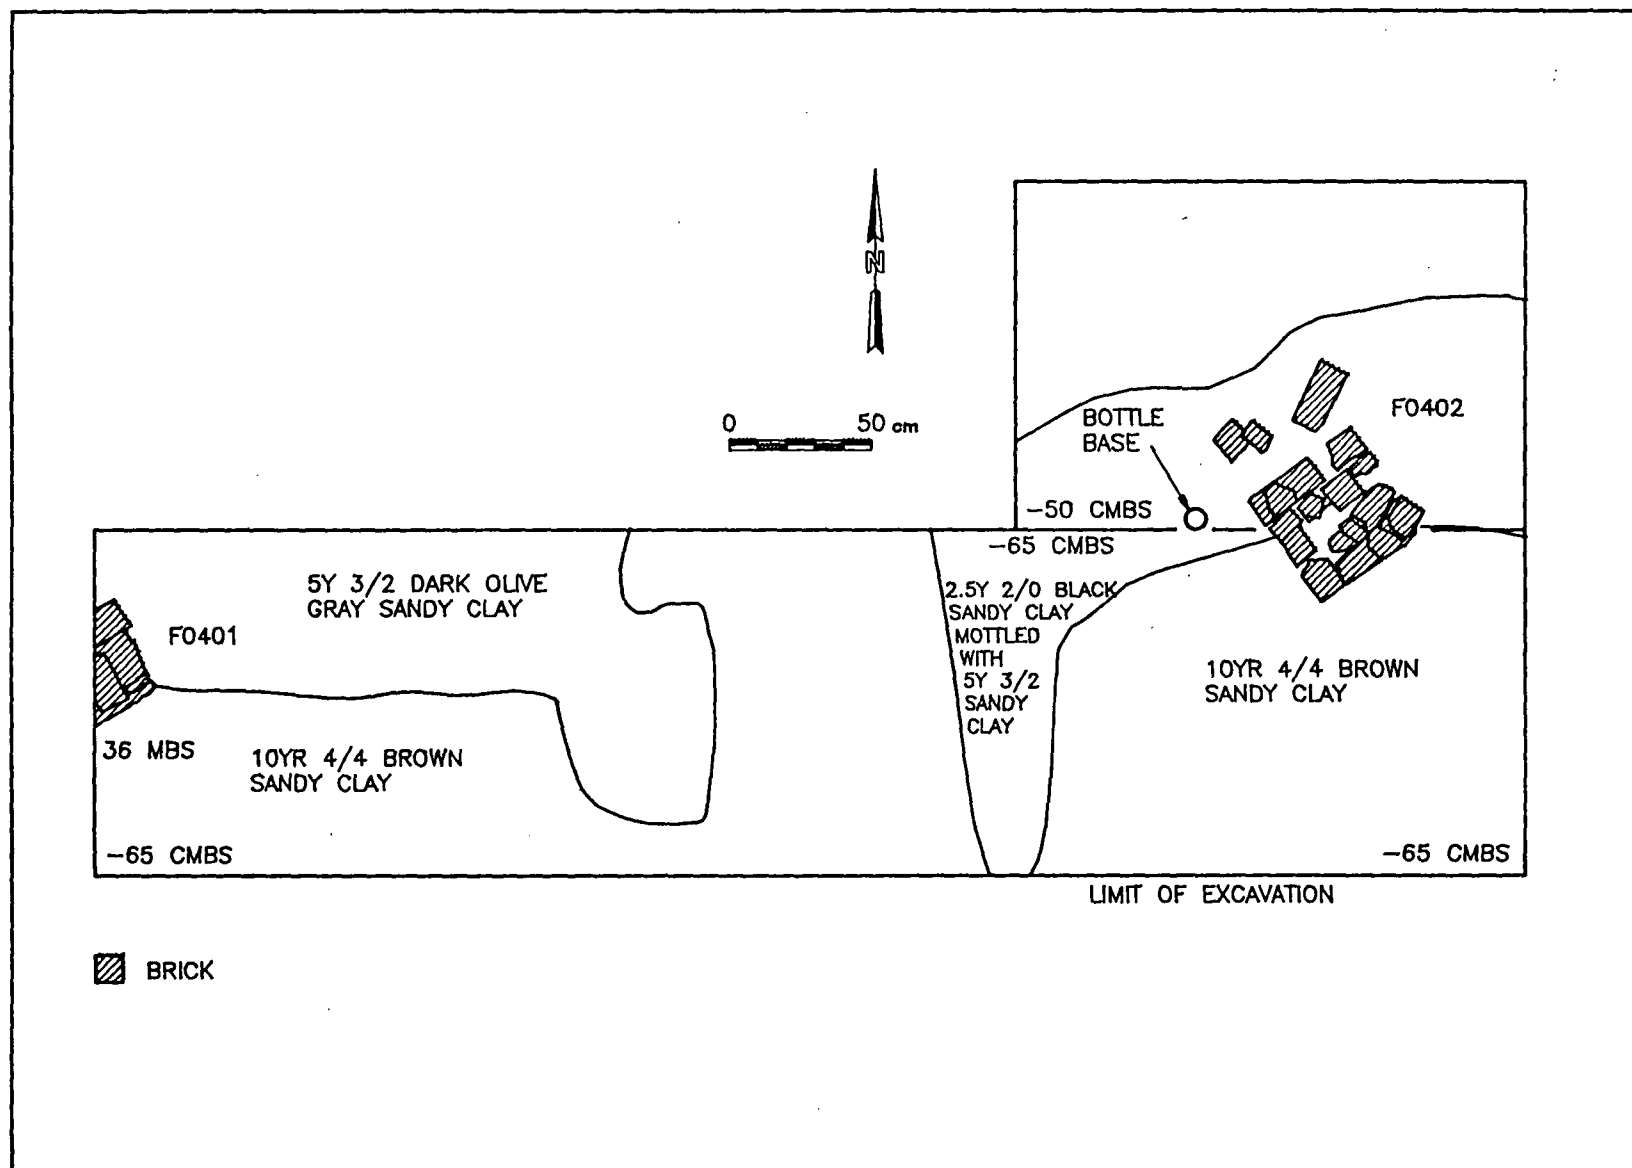 N
0 50 cm
BOTTLE
BASE
F0402
-50 CMBS
-65 CMBS
5Y 3/2 DARK OLIVE
GRAY SANDY CLAY
F0401
2.5Y 2/0 BLACK
SANDY CLAY
MOTTLED
WITH
5Y 3/2
SANDY
CLAY
10YR 4/4 BROWN
SANDY CLAY
36 MBS
10YR 4/4 BROWN
SANDY CLAY
-65 CMBS
-65 CMBS
LIMIT OF EXCAVATION
BRICK